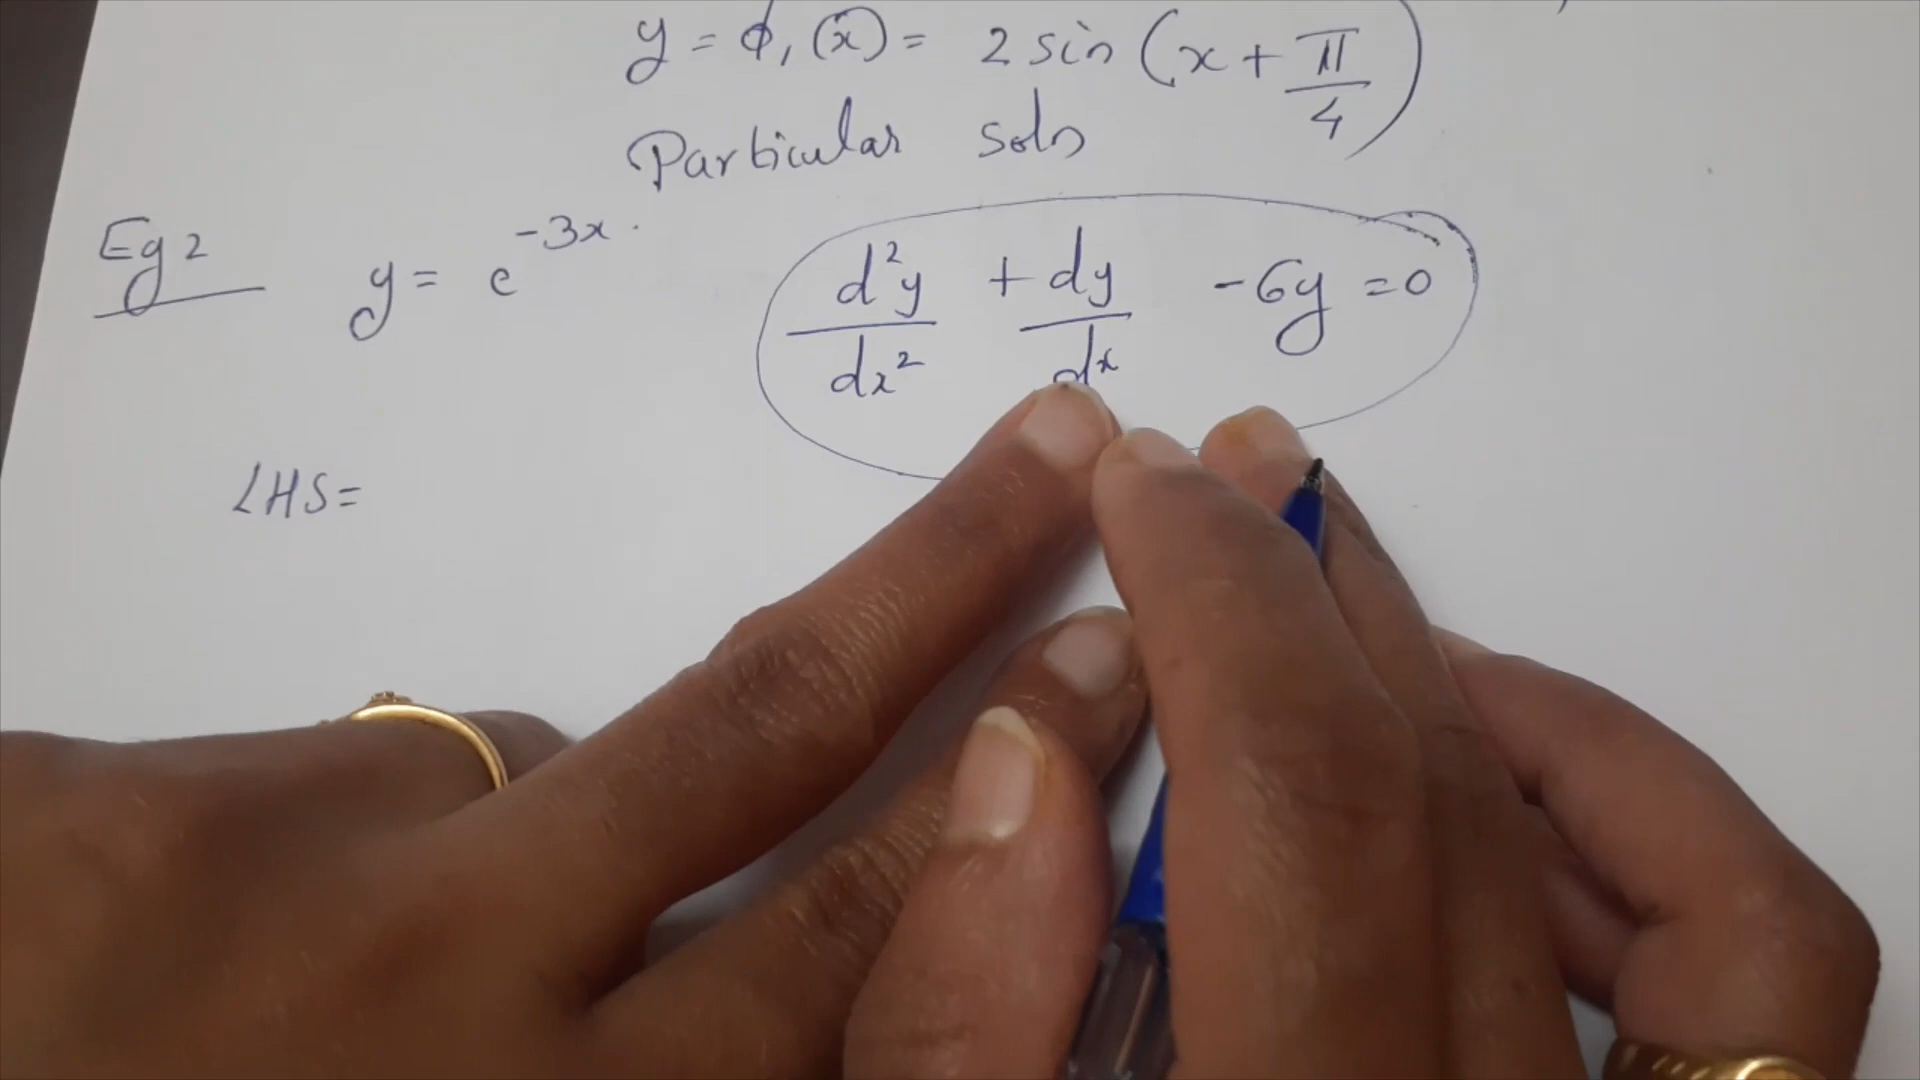 y = ϕ₁(x) = 2 sin (x + π/4)
Particular soln
Eg 2 y = e^{-3x}. d²y/dx² + dy/dx - 6y = 0
LHS =